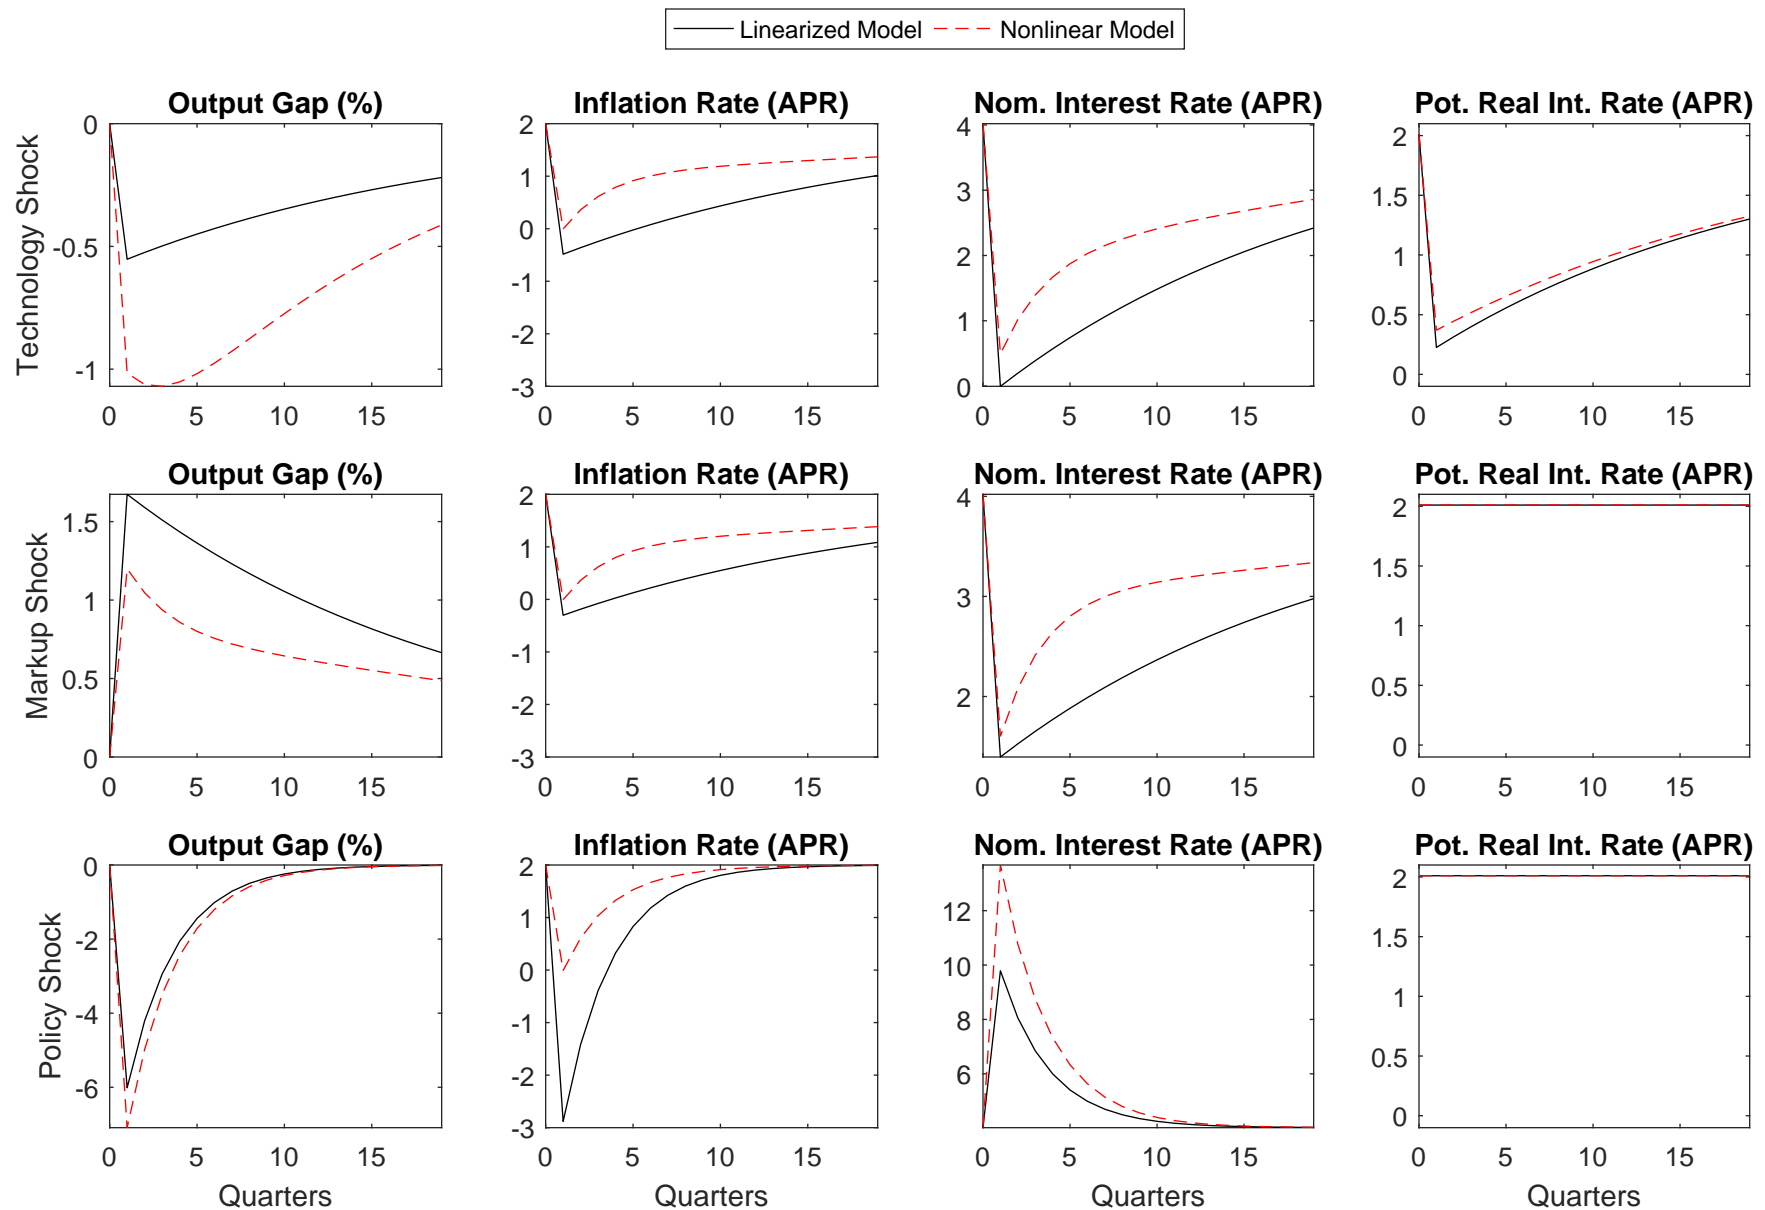 Linearized Model Nonlinear Model
Output Gap (%) Inflation Rate (APR) Nom. Interest Rate (APR) Pot. Real Int. Rate (APR)
Technology Shock
0
-0.5
-1
0 5 10 15
2
1
0
-1
-2
-3
0 5 10 15
4
3
2
1
0
0 5 10 15
2
1.5
1
0.5
0
0 5 10 15
Output Gap (%) Inflation Rate (APR) Nom. Interest Rate (APR) Pot. Real Int. Rate (APR)
Markup Shock
1.5
1
0.5
0
0 5 10 15
2
1
0
-1
-2
-3
0 5 10 15
4
3
2
0 5 10 15
2
1.5
1
0.5
0
0 5 10 15
Output Gap (%) Inflation Rate (APR) Nom. Interest Rate (APR) Pot. Real Int. Rate (APR)
Policy Shock
0
-2
-4
-6
0 5 10 15
Quarters
2
1
0
-1
-2
-3
0 5 10 15
Quarters
12
10
8
6
0 5 10 15
Quarters
2
1.5
1
0.5
0
0 5 10 15
Quarters